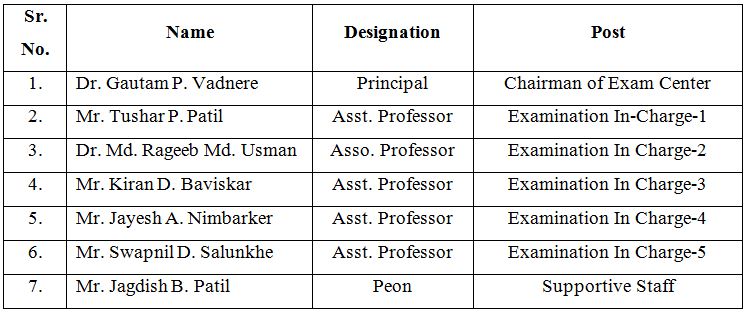 Sr. No. Name Designation Post
1. Dr. Gautam P. Vadnere Principal Chairman of Exam Center
2. Mr. Tushar P. Patil Asst. Professor Examination In-Charge-1
3. Dr. Md. Rageeb Md. Usman Asso. Professor Examination In Charge-2
4. Mr. Kiran D. Baviskar Asst. Professor Examination In Charge-3
5. Mr. Jayesh A. Nimbarker Asst. Professor Examination In Charge-4
6. Mr. Swapnil D. Salunkhe Asst. Professor Examination In Charge-5
7. Mr. Jagdish B. Patil Peon Supportive Staff